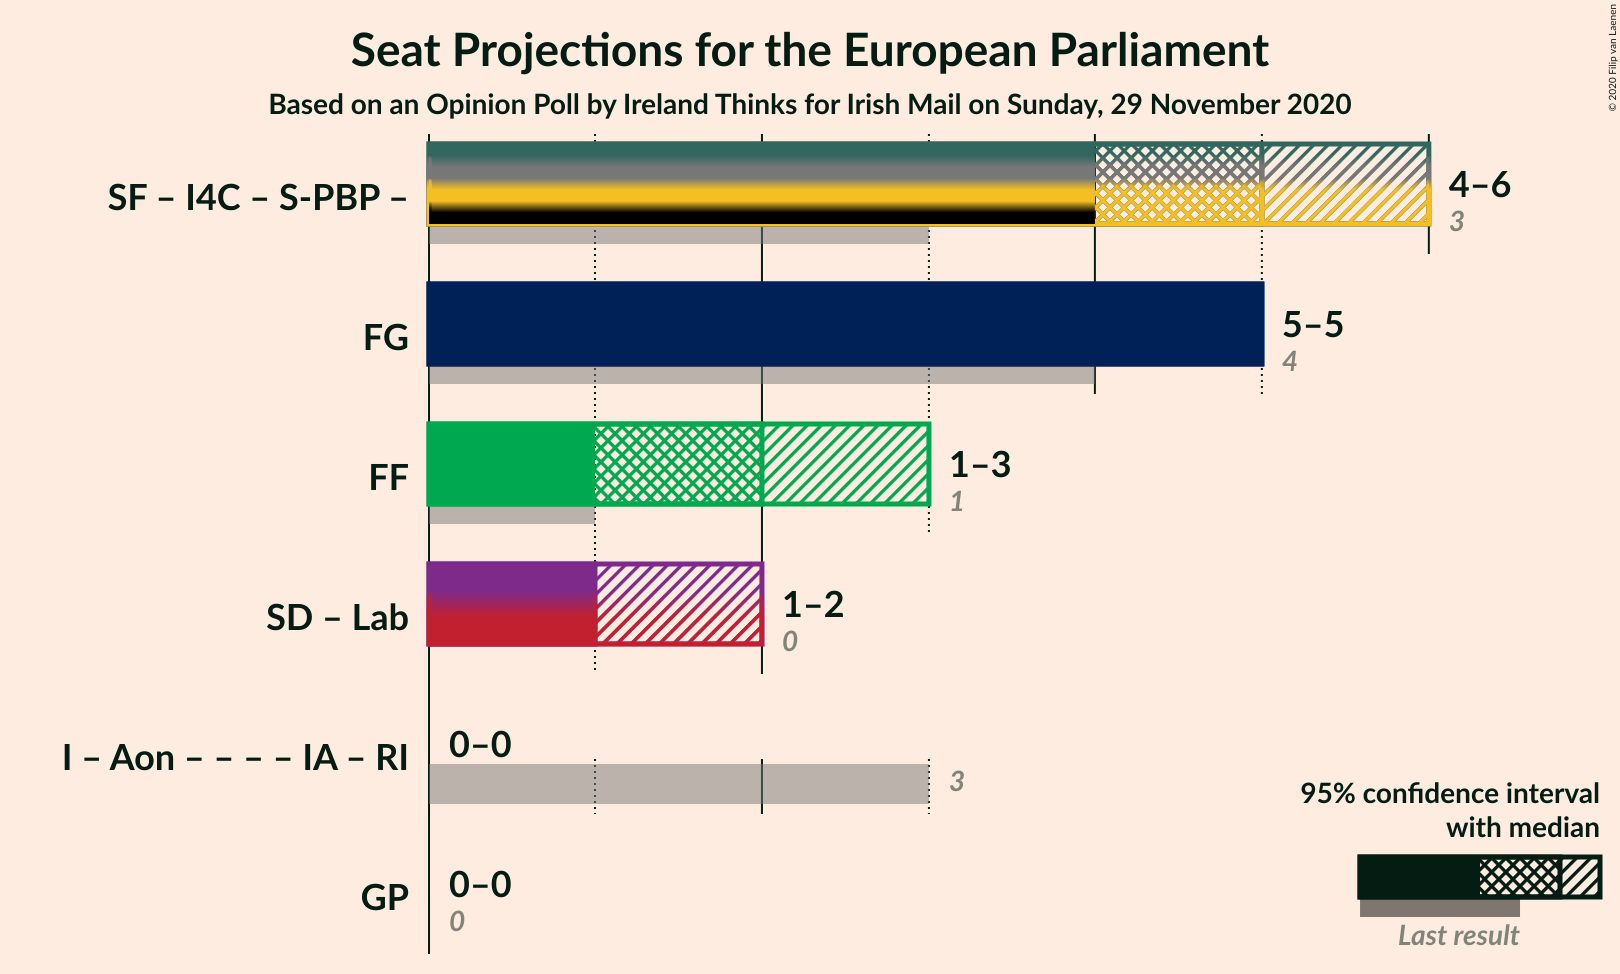 Seat Projections for the European Parliament
Based on an Opinion Poll by Ireland Thinks for Irish Mail on Sunday, 29 November 2020
© 2020 Filip van Laenen
SF – I4C – S-PBP –
4–6
3
FG
5–5
4
FF
1–3
1
SD – Lab
1–2
0
I – Aon – – – – IA – RI
0–0
3
GP
0–0
0
95% confidence interval
with median
Last result